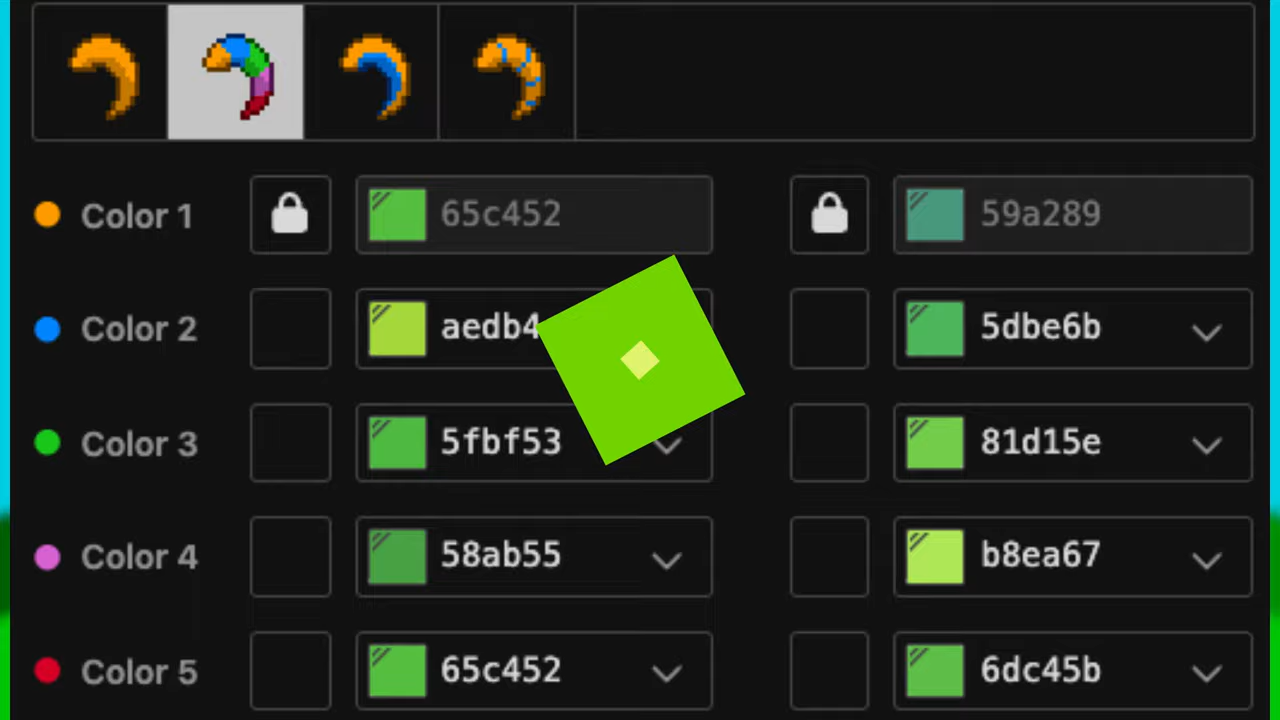 Color 1 65c452 59a289
Color 2 5dbe6b
Color 3 5fbf53 81d15e
Color 4 58ab55 b8ea67
Color 5 65c452 6dc45b